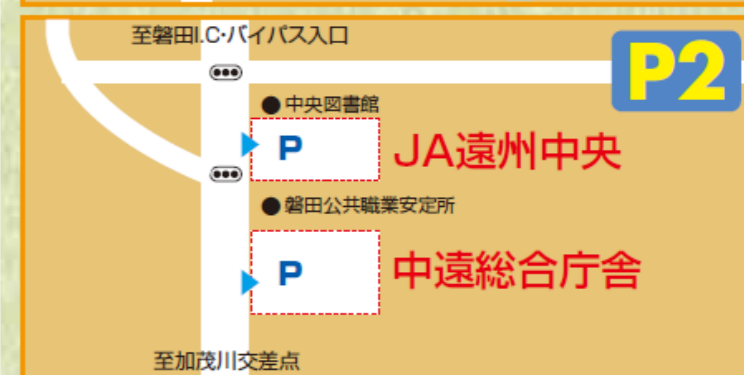 至磐田I.C・バイパス入口
P2
●中央図書館
P
JA遠州中央
●磐田公共職業安定所
P
中遠総合庁舎
至加茂川交差点